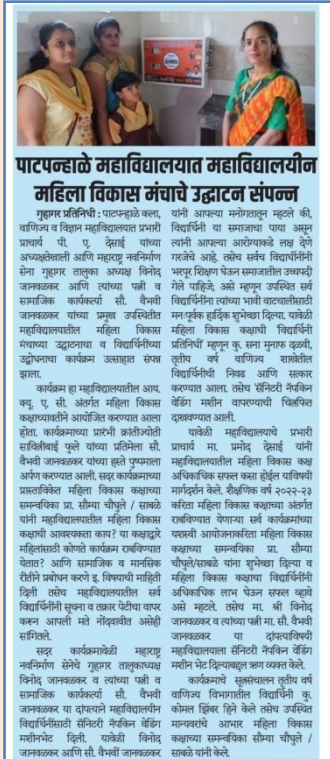 पाटपन्हाळे महाविद्यालयात महाविद्यालयीन
महिला विकास मंचाचे उद्घाटन संपन्न
गुहागर प्रतिनिधी : पाटपन्हाळे कला,
वाणिज्य व विज्ञान महाविद्यालयात प्रभारी
प्राचार्य पी. ए. देसाई यांच्या
अध्यक्षतेखाली आणि महाराष्ट्र नवनिर्माण
सेना गुहागर तालुका अध्यक्ष विनोद
जानवळकर आणि त्यांच्या पत्नी व
सामाजिक कार्यकर्त्या सौ. वैभवी
जानवळकर यांच्या प्रमुख उपस्थितीत
महाविद्यालयातील महिला विकास
मंचाच्या उद्घाटनाचा व विद्यार्थिनींच्या
उद्बोधनाचा कार्यक्रम उत्साहात संपन्न
झाला.
कार्यक्रम हा महाविद्यालयातील आय.
क्यू. ए. सी. अंतर्गत महिला विकास
कक्षाच्यावतीने आयोजित करण्यात आला
होता. कार्यक्रमाच्या प्रारंभी क्रांतीज्योती
सावित्रीबाई फुले यांच्या प्रतिमेला सौ.
वैभवी जानवळकर यांच्या हस्ते पुष्पमाला
अर्पण करण्यात आली. सदर कार्यक्रमाच्या
प्रास्ताविकेत महिला विकास कक्षाच्या
समन्वयिका प्रा. सौम्या चौघुले / साबळे
यांनी महाविद्यालयातील महिला विकास
कक्षाची आवश्यकता काय? या कक्षाद्वारे
महिलांसाठी कोणते कार्यक्रम राबविण्यात
येतात? आणि सामाजिक व मानसिक
रीतीने प्रबोधन करणे इ. विषयाची माहिती
दिली तसेच महाविद्यालयातील सर्व
विद्यार्थिनींनी सूचना व तक्रार पेटीचा वापर
करून आपली मते नोंदवावीत असेही
सांगितले.
सदर कार्यक्रमावेळी महाराष्ट्र
नवनिर्माण सेनेचे गुहागर तालुकाध्यक्ष
विनोद जानवळकर व त्यांच्या पत्नी व
सामाजिक कार्यकर्त्या सौ. वैभवी
जानवळकर या दांपत्याने महाविद्यालयीन
विद्यार्थिनींसाठी सॅनिटरी नॅपकिन वेंडिंग
मशीनभेट दिली. यावेळी विनोद
जानवळकर आणि सौ. वैभवी जानवळकर
यांनी आपल्या मनोगतातून म्हटले की,
विद्यार्थिनी या समाजाचा पाया असून
त्यांनी आपल्या आरोग्याकडे लक्ष देणे
गरजेचे आहे. तसेच सर्वच विद्यार्थीनींनी
भरपूर शिक्षण घेऊन समाजातील उच्चपदी
गेले पाहिजे; असे म्हणून उपस्थित सर्व
विद्यार्थिनींना त्यांच्या भावी वाटचालीसाठी
मनःपूर्वक हार्दिक शुभेच्छा दिल्या. यावेळी
महिला विकास कक्षाची 'विद्यार्थिनी
प्रतिनिधी' म्हणून कु. सना मुनाफ दळवी,
तृतीय वर्ष वाणिज्य शाखेतील
विद्यार्थिनीची निवड आणि सत्कार
करण्यात आला. तसेच 'सॅनिटरी नॅपकिन
वेंडिंग मशीन वापरण्याची चित्रफित
दाखवण्यात आली.
यावेळी महाविद्यालयाचे प्रभारी
प्राचार्य मा. प्रमोद देसाई यांनी
महाविद्यालयातील महिला विकास कक्ष
अधिकाधिक सफल कसा होईल याविषयी
मार्गदर्शन केले. शैक्षणिक वर्ष २०२२-२३
करिता महिला विकास कक्षाच्या अंतर्गत
राबविण्यात येणाऱ्या सर्व कार्यक्रमांच्या
यशस्वी आयोजनाकरिता महिला विकास
कक्षाच्या समन्वयिका प्रा. सौम्या
चौघुले/साबळे यांना शुभेच्छा दिल्या व
महिला विकास कक्षाचा विद्यार्थिनींनी
अधिकाधिक लाभ घेऊन सफल व्हावे
असे म्हटले. तसेच मा. श्री विनोद
जानवळकर व त्यांच्या पत्नी मा. सौ. वैभवी
जानवळकर या दांपत्याविषयी
महाविद्यालयाला सॅनिटरी नॅपकिन वेंडिंग
मशीन भेट दिल्याबद्दल ऋण व्यक्त केले.
कार्यक्रमाचे सूत्रसंचालन तृतीय वर्ष
वाणिज्य विभागातील विद्यार्थिनी कु.
कोमल झिंबर हिने केले तसेच उपस्थित
मान्यवरांचे आभार महिला विकास
कक्षाच्या समन्वयिका सौम्या चौघुले /
साबळे यांनी केले.